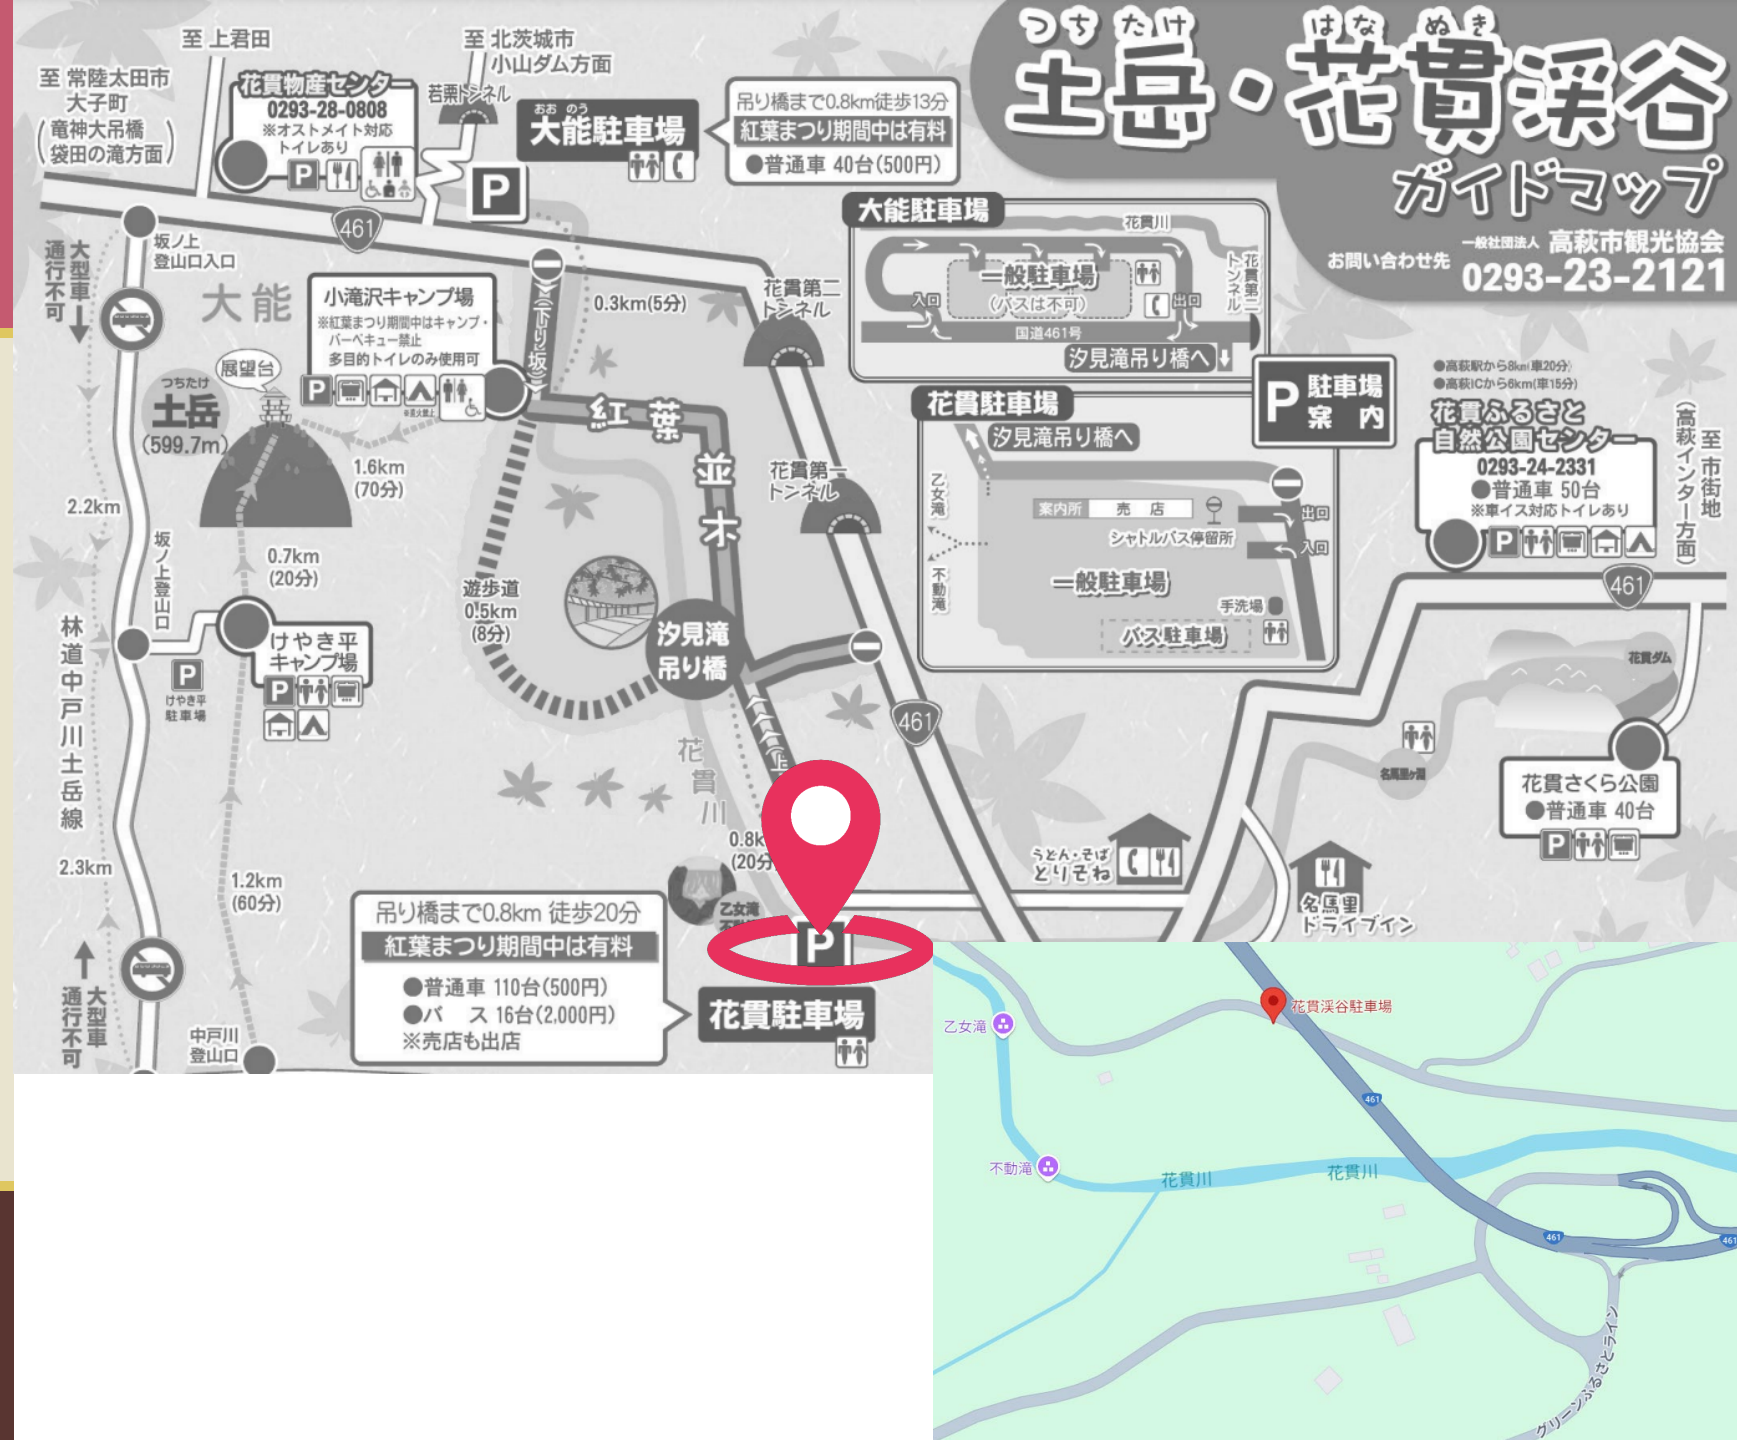 つちたけ はなぬき
土岳・花貫渓谷
ガイドマップ
お問い合わせ先 一般社団法人 高萩市観光協会
0293-23-2121
至 上君田
至 北茨城市
小山ダム方面
至 常陸太田市
大子町
(竜神大吊橋
袋田の滝方面)
花貫物産センター
0293-28-0808
※オストメイト対応
トイレあり
P
若栗トンネル
おお のう
大能駐車場
吊り橋まで0.8km徒歩13分
紅葉まつり期間中は有料
●普通車 40台(500円)
P
461
坂ノ上
登山口入口
大型車
通行不可
大能
小滝沢キャンプ場
※紅葉まつり期間中はキャンプ・
バーベキュー禁止
多目的トイレのみ使用可
P
(下り坂)
0.3km(5分)
花貫第二
トンネル
大能駐車場
花貫川
一般駐車場
(バスは不可)
入口
出口
国道461号
花貫第二
トンネル
汐見滝吊り橋へ
P 駐車場
案 内
花貫駐車場
汐見滝吊り橋へ
乙女滝
不動滝
案内所 売 店
シャトルバス停留所
出口
入口
一般駐車場
手洗場
バス駐車場
●高萩駅から8km(車20分)
●高萩ICから6km(車15分)
花貫ふるさと
自然公園センター
0293-24-2331
●普通車 50台
※車イス対応トイレあり
P
至 市街地
(高萩インター方面)
461
展望台
つちたけ
土岳
(599.7m)
1.6km
(70分)
紅葉並木
花貫第一
トンネル
2.2km
坂ノ上登山口
0.7km
(20分)
遊歩道
0.5km
(8分)
汐見滝
吊り橋
林道中戸川土岳線
けやき平
キャンプ場
P
P
けやき平
駐車場
461
花貫川
花貫ダム
名馬里ヶ淵
花貫さくら公園
●普通車 40台
P
うどん・そば
とりそね
名馬里
ドライブイン
2.3km
1.2km
(60分)
0.8k
(20分
乙女滝
P
吊り橋まで0.8km 徒歩20分
紅葉まつり期間中は有料
●普通車 110台(500円)
●バ ス 16台(2,000円)
※売店も出店
花貫駐車場
大型車
通行不可
中戸川
登山口
花貫渓谷駐車場
乙女滝
461
不動滝
花貫川
花貫川
461
461
グリーンふるさとライン